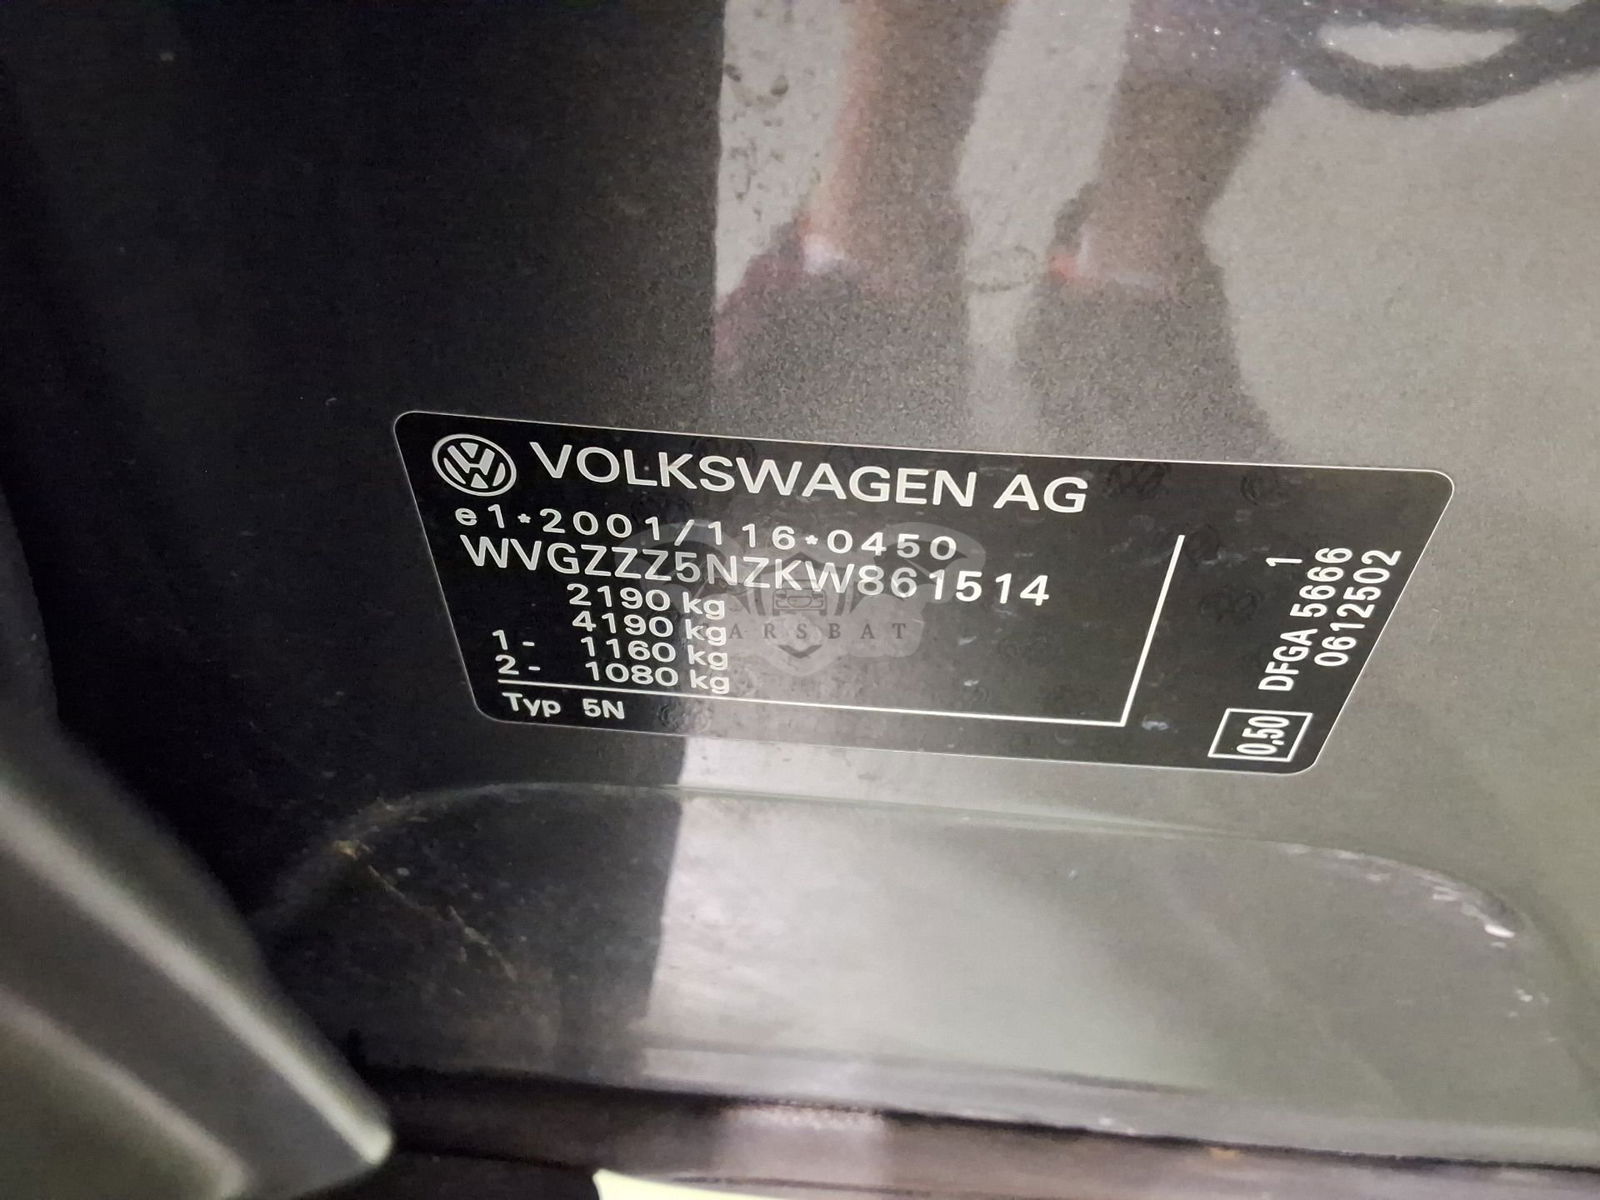 VOLKSWAGEN AG
e1*2001/116*0450
WVGZZZ5NZKW861514
2190 kg
4190 kg
1 - 1160 kg
2 - 1080 kg
Typ 5N
1
DFGA 5666
0612502
0,50
ARSBAT